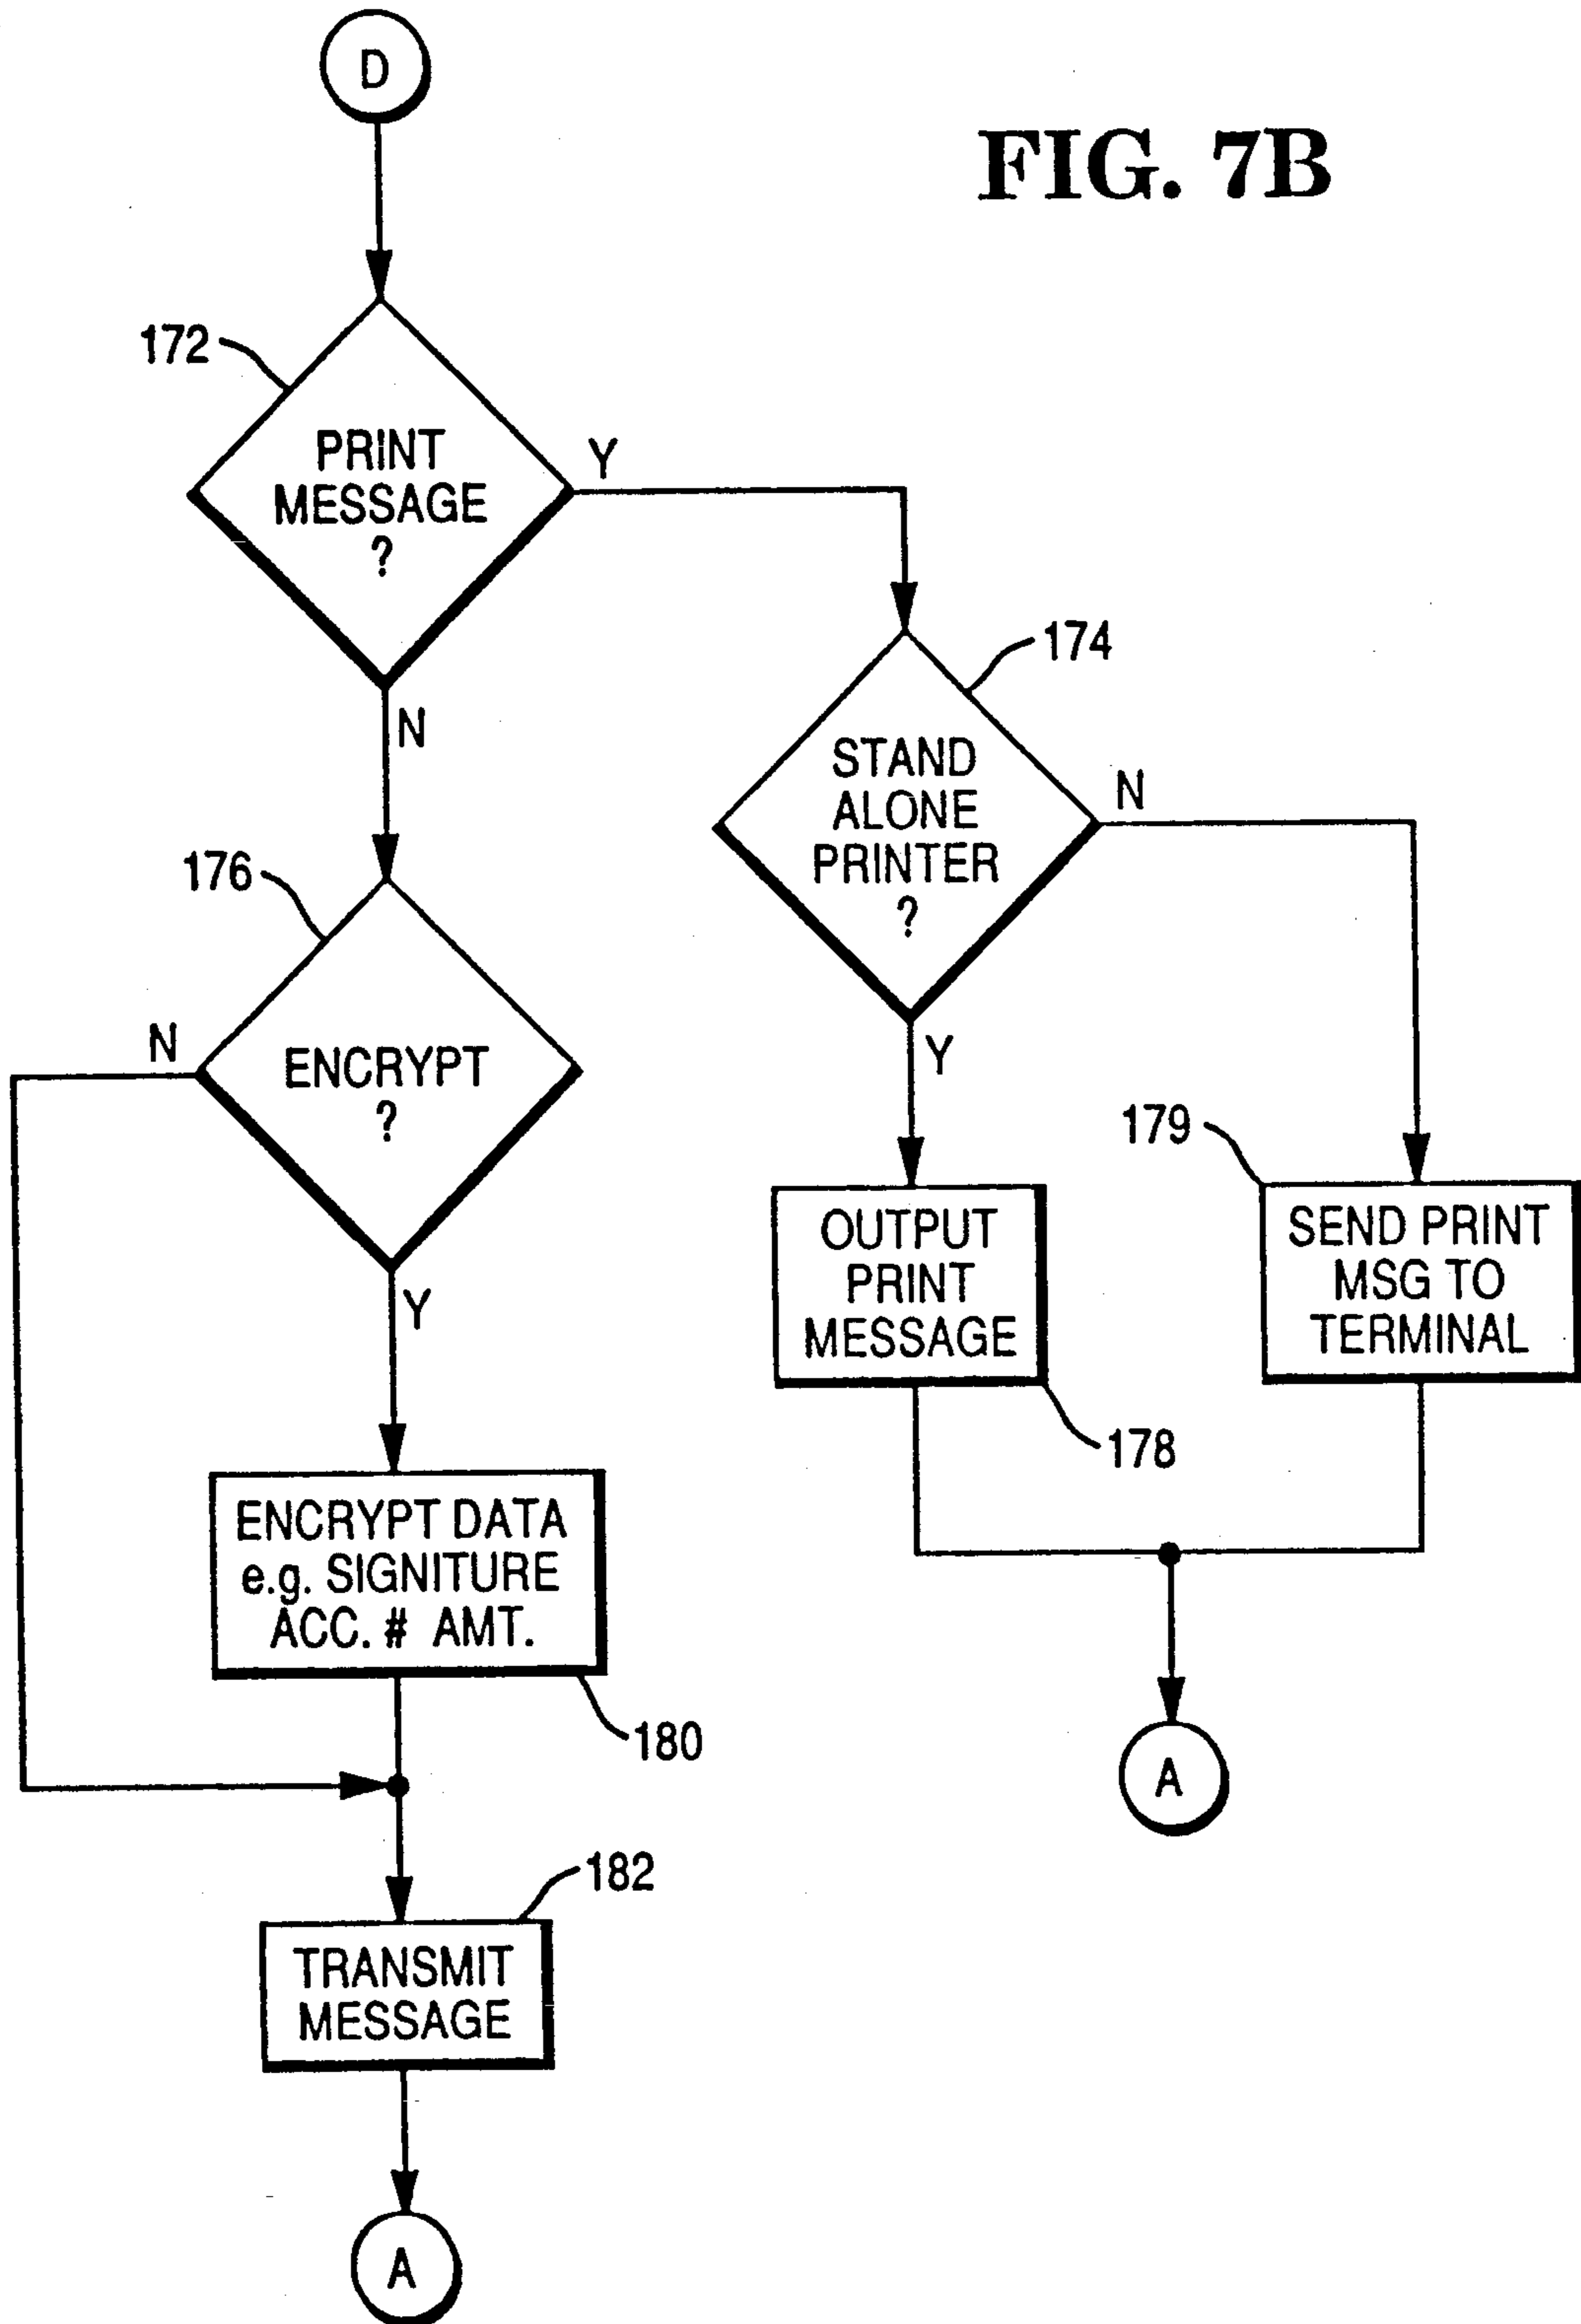 D
FIG. 7B
172
PRINT
MESSAGE
?
Y
N
174
STAND
ALONE
PRINTER
?
N
Y
176
ENCRYPT
?
N
Y
179
OUTPUT
PRINT
MESSAGE
178
SEND PRINT
MSG TO
TERMINAL
ENCRYPT DATA
e.g. SIGNITURE
ACC. # AMT.
180
A
182
TRANSMIT
MESSAGE
A